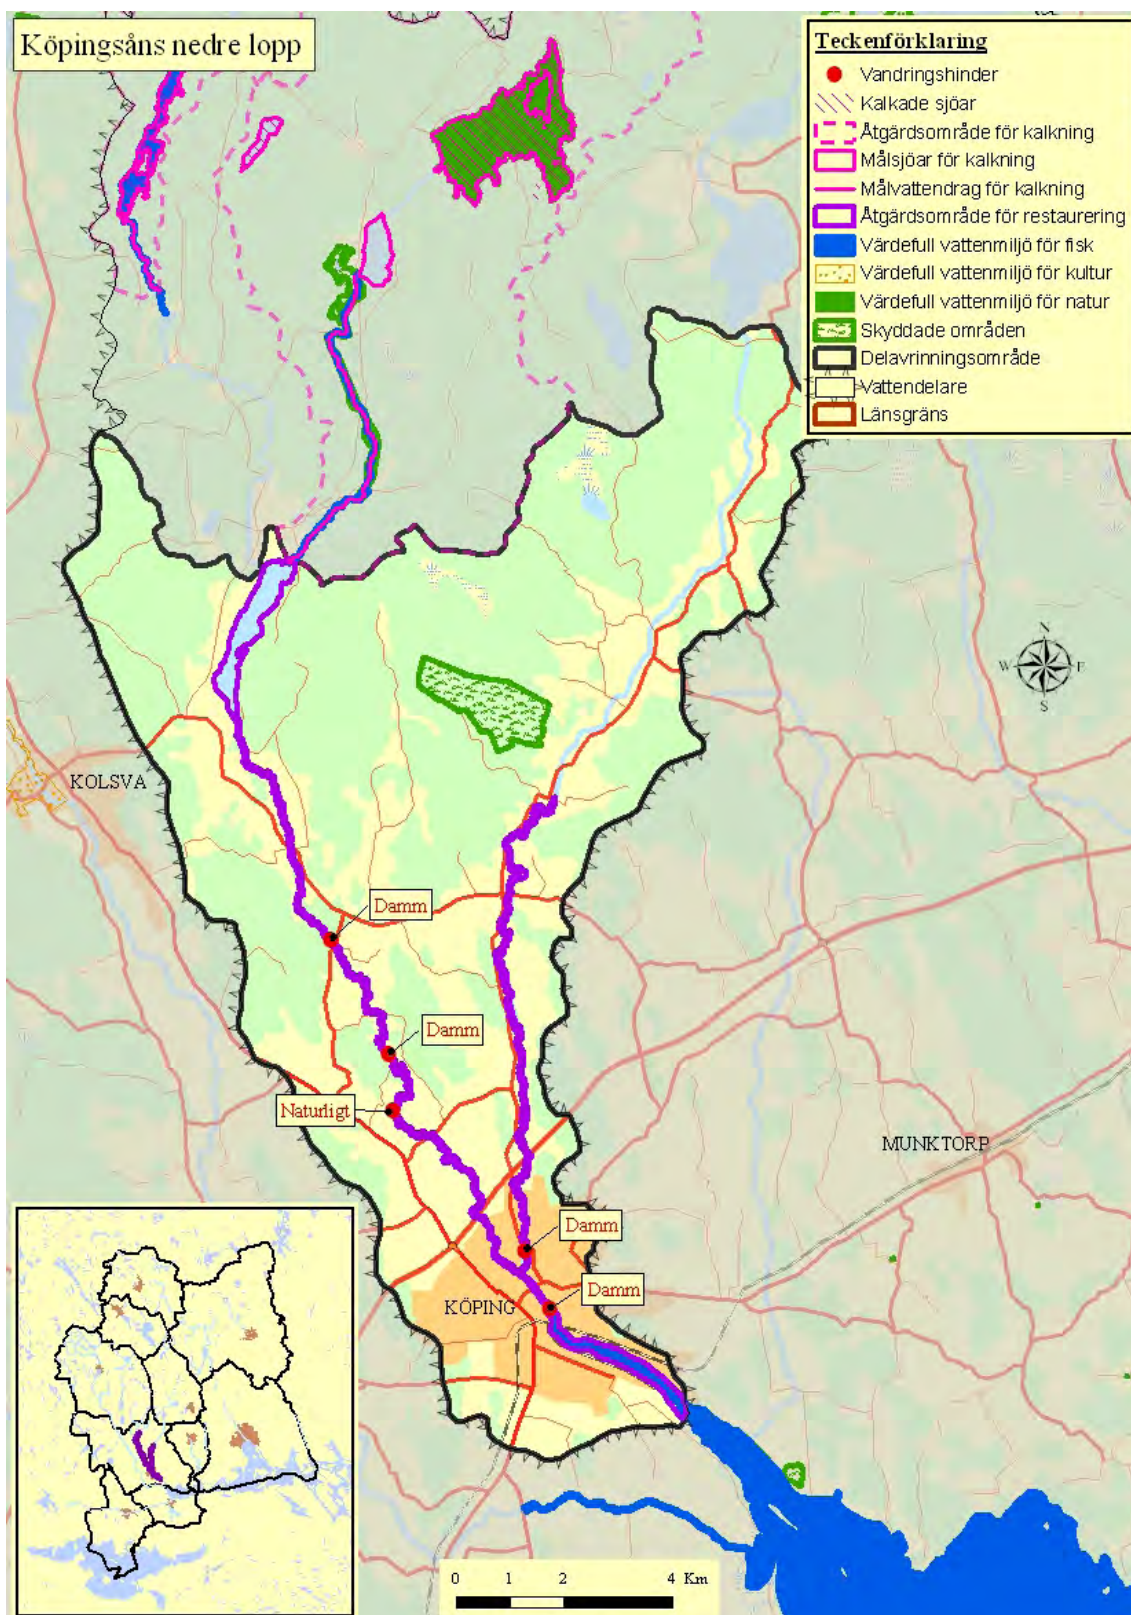 Köpingsåns nedre lopp
Teckenförklaring
Vandringshinder
Kalkade sjöar
Åtgärdsområde för kalkning
Målsjöar för kalkning
Målvattendrag för kalkning
Åtgärdsområde för restaurering
Värdefull vattenmiljö för fisk
Värdefull vattenmiljö för kultur
Värdefull vattenmiljö för natur
Skyddade områden
Delavrinningsområde
Vattendelare
Länsgräns
N
W E
S
KOLSVA
Damm
Damm
Naturligt
MUNKTORP
Damm
Damm
KÖPING
0 1 2 4 Km